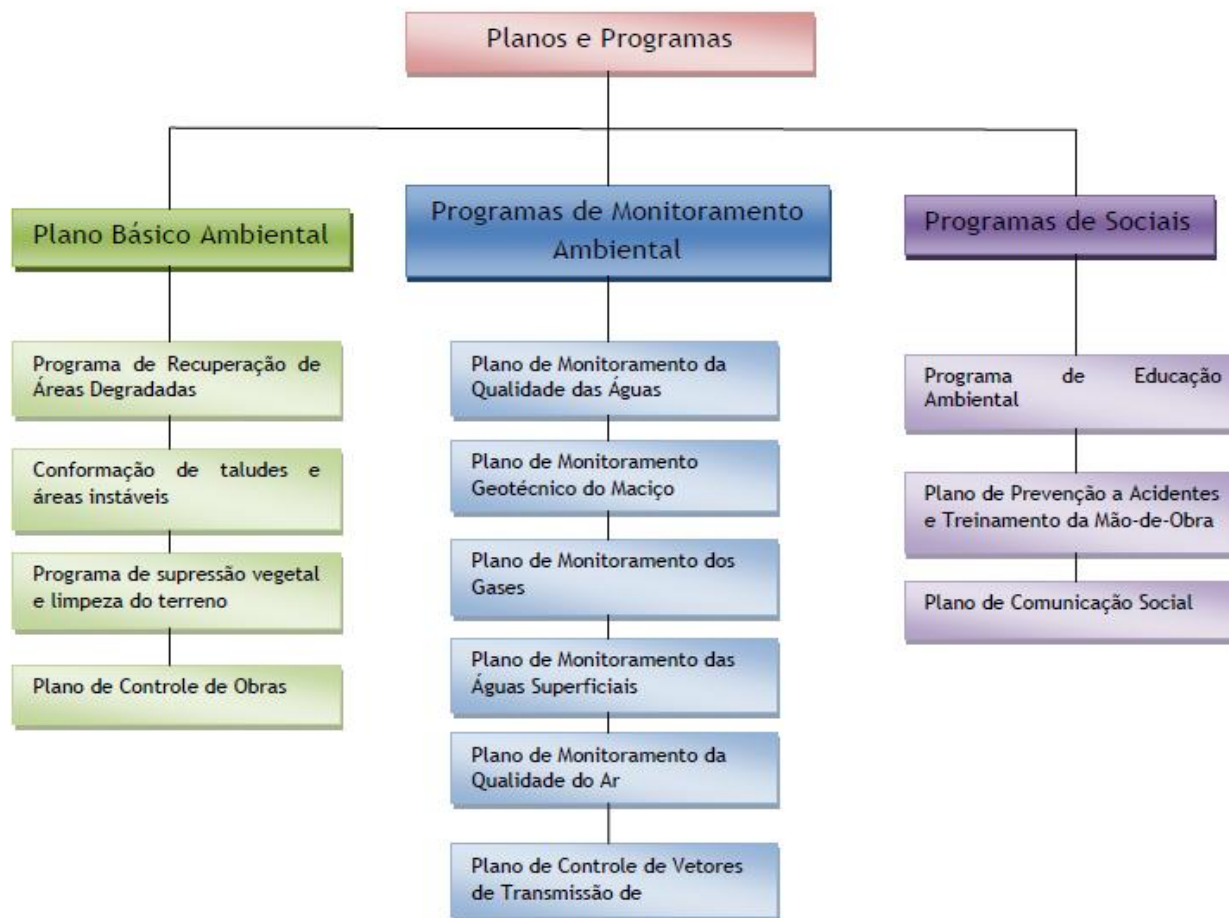 Planos e Programas
Plano Básico Ambiental
Programa de Recuperação de
Áreas Degradadas
Conformação de taludes e
áreas instáveis
Programa de supressão vegetal
e limpeza do terreno
Plano de Controle de Obras
Programas de Monitoramento
Ambiental
Plano de Monitoramento da
Qualidade das Águas
Plano de Monitoramento
Geotécnico do Maciço
Plano de Monitoramento dos
Gases
Plano de Monitoramento das
Águas Superficiais
Plano de Monitoramento da
Qualidade do Ar
Plano de Controle de Vetores
de Transmissão de
Programas de Sociais
Programa de Educação
Ambiental
Plano de Prevenção a Acidentes
e Treinamento da Mão-de-Obra
Plano de Comunicação Social